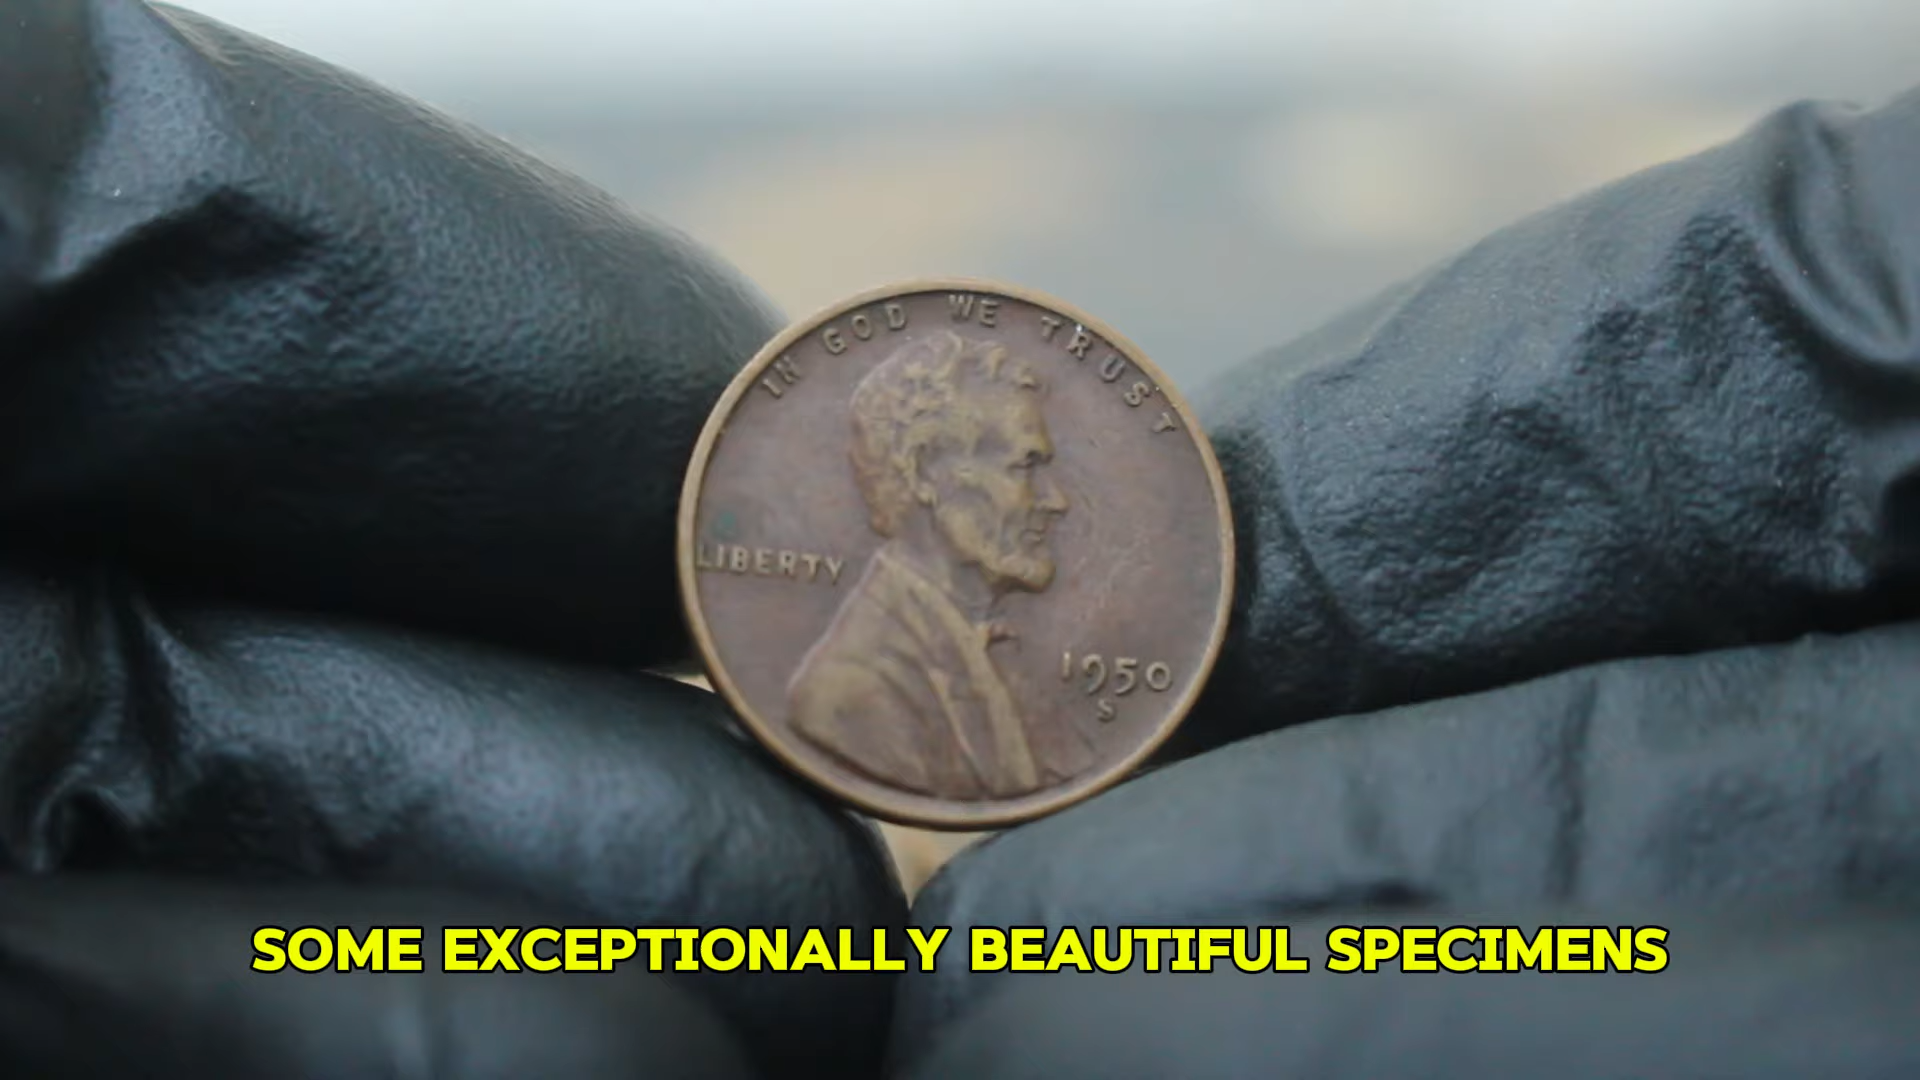 IN GOD WE TRUST
LIBERTY
1950
S
SOME EXCEPTIONALLY BEAUTIFUL SPECIMENS